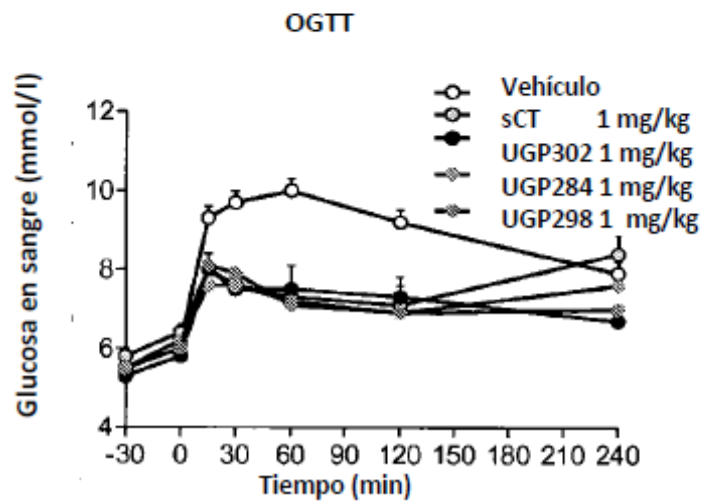 OGTT
Glucosa en sangre (mmol/l)
12
10
8
6
4
Vehículo
sCT 1 mg/kg
UGP302 1 mg/kg
UGP284 1 mg/kg
UGP298 1 mg/kg
-30 0 30 60 90 120 150 180 210 240
Tiempo (min)